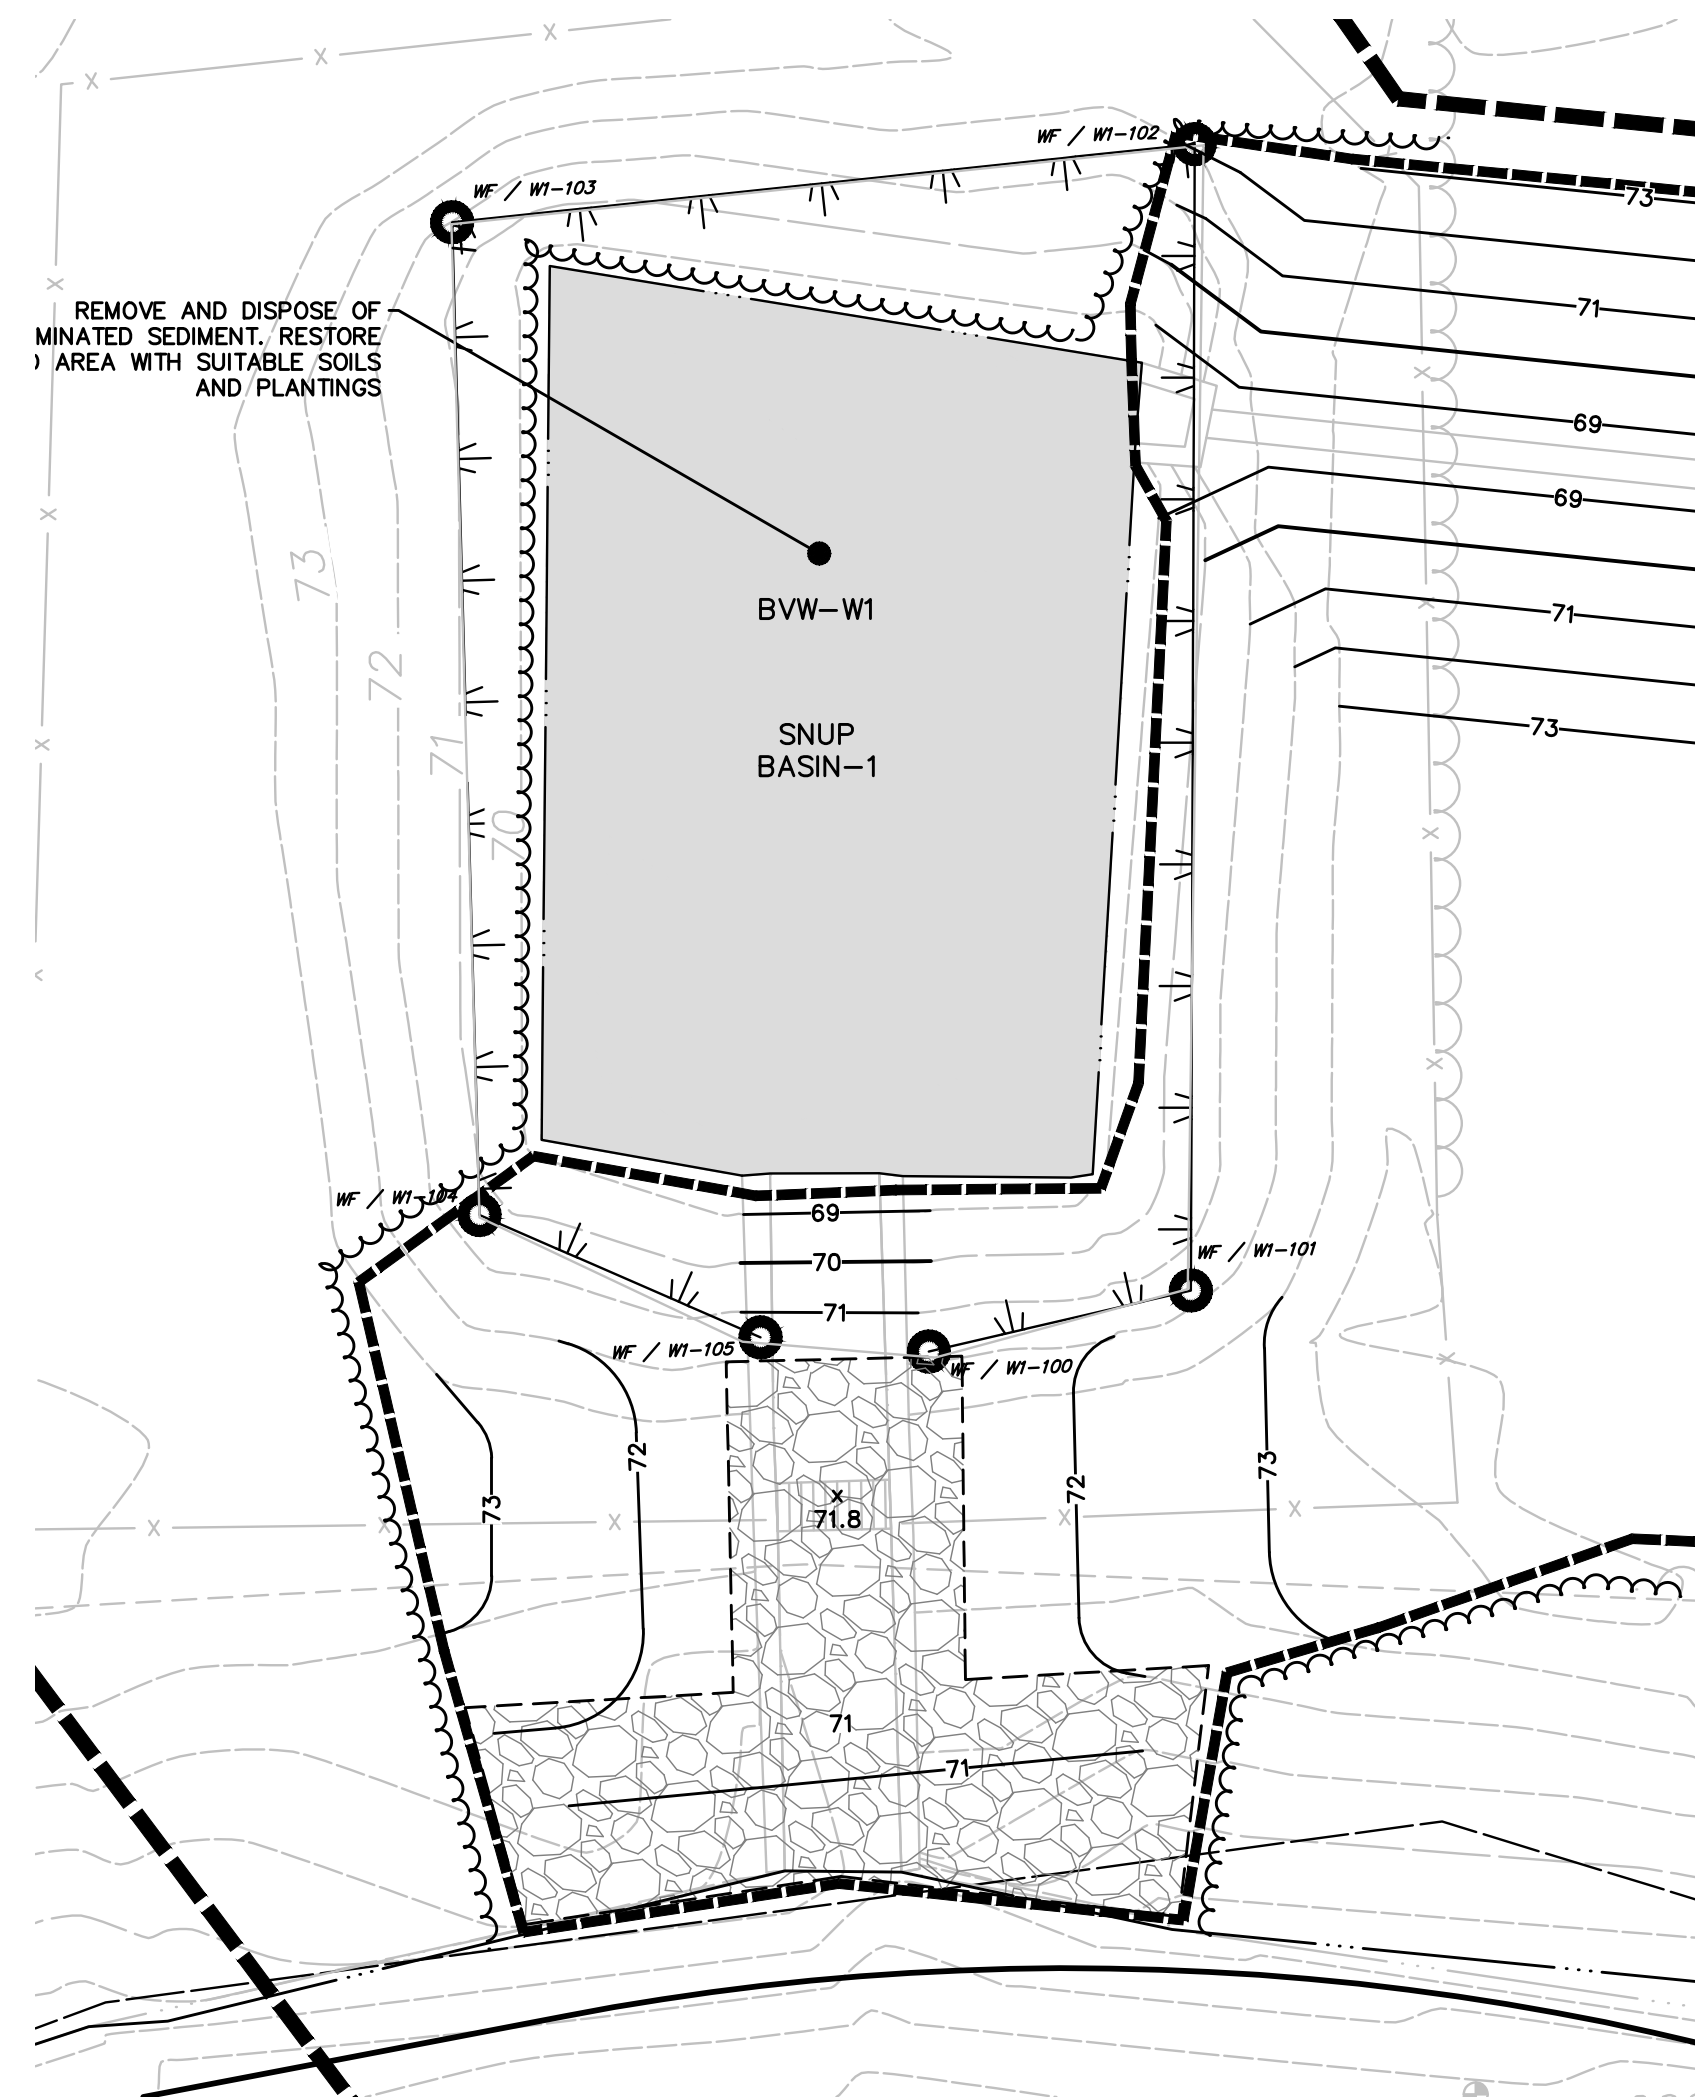 WF / W1-102
WF / W1-103
73
REMOVE AND DISPOSE OF
MINATED SEDIMENT. RESTORE
AREA WITH SUITABLE SOILS
AND PLANTINGS
71
69
69
73
BVW-W1
71
72
SNUP
BASIN-1
73
71
70
WF / W1-104
69
WF / W1-101
70
71
WF / W1-105
WF / W1-100
72
73
72
73
x
71.8
71
71